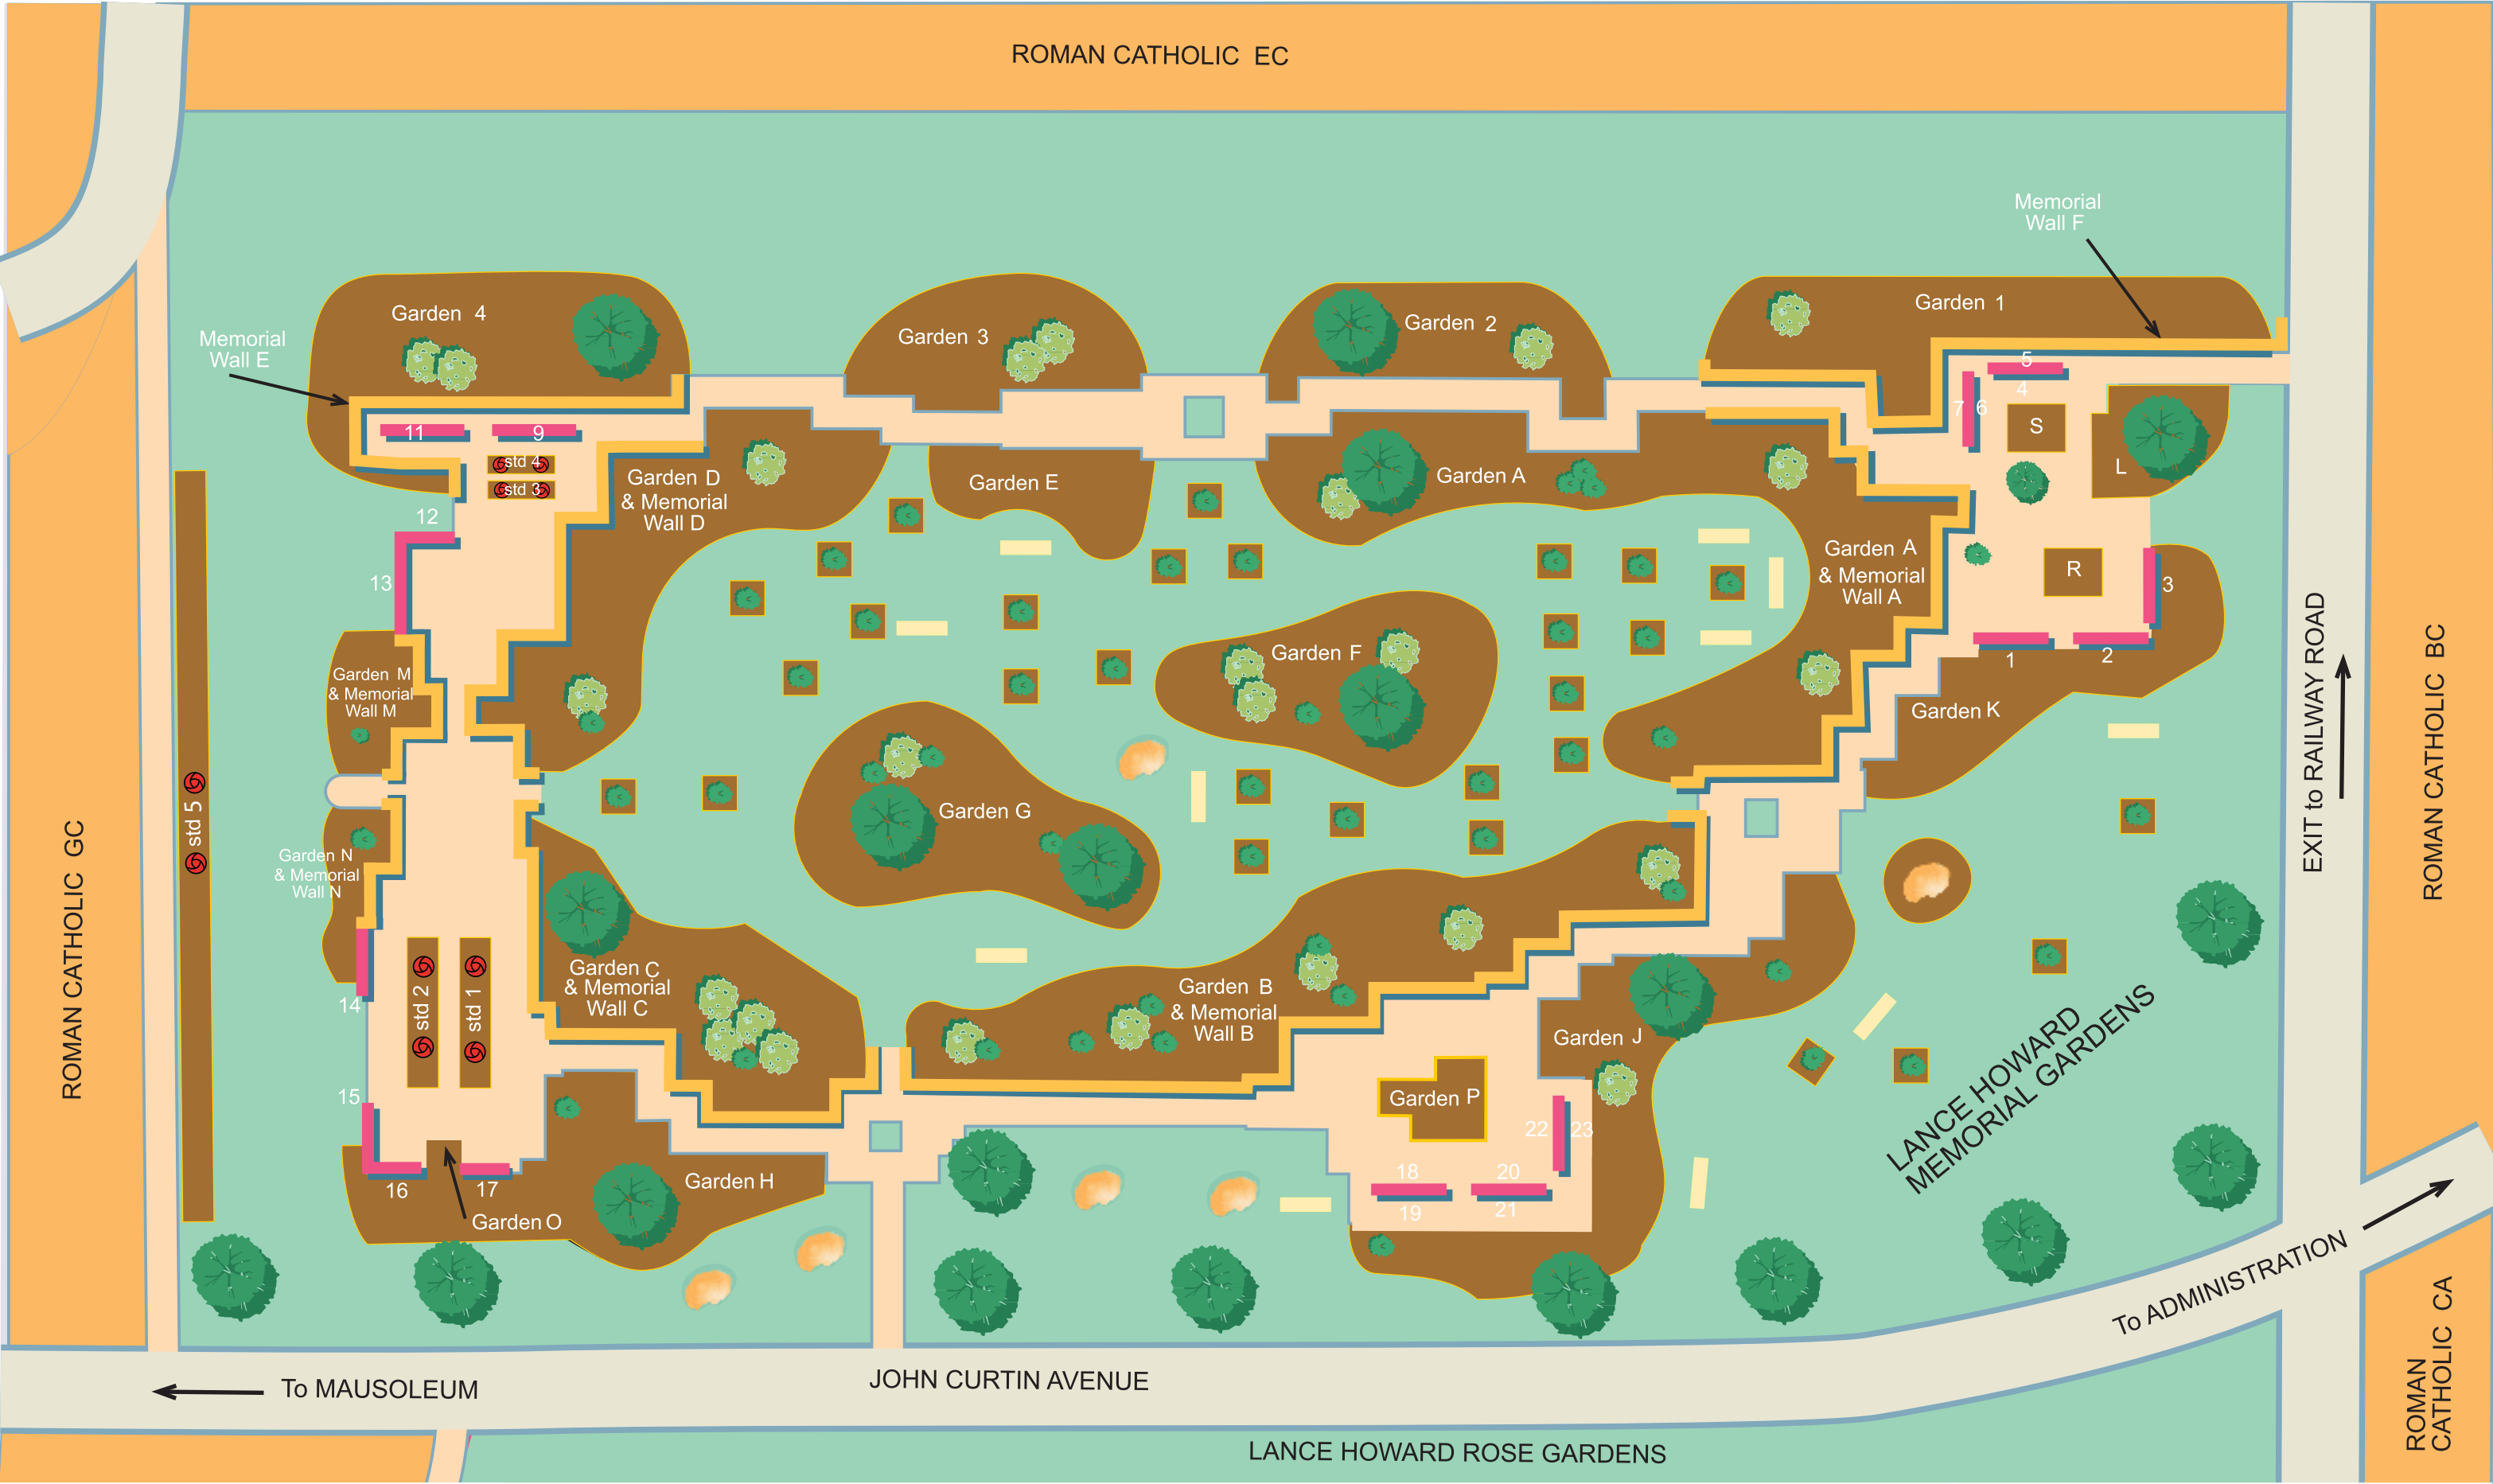 ROMAN CATHOLIC EC
Memorial
Wall F
Garden 4
Garden 3
Garden 2
Garden 1
Memorial
Wall E
5
4
7
6
S
L
11
9
std 4
std 3
12
13
Garden D
& Memorial
Wall D
Garden E
Garden A
Garden A
& Memorial
Wall A
R
3
1
2
Garden K
Garden M
& Memorial
Wall M
Garden F
Garden G
std 5
Garden N
& Memorial
Wall N
14
15
std 2
std 1
Garden C
& Memorial
Wall C
Garden B
& Memorial
Wall B
Garden J
Garden P
22
23
18
20
19
21
16
17
Garden O
Garden H
LANCE HOWARD
MEMORIAL GARDENS
EXIT to RAILWAY ROAD
ROMAN CATHOLIC BC
ROMAN CATHOLIC GC
To ADMINISTRATION
ROMAN
CATHOLIC CA
To MAUSOLEUM
JOHN CURTIN AVENUE
LANCE HOWARD ROSE GARDENS